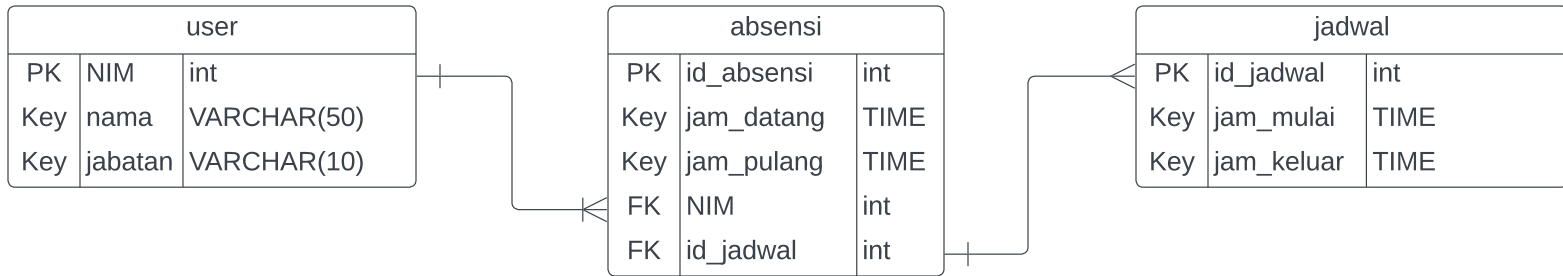 user
PK NIM int
Key nama VARCHAR(50)
Key jabatan VARCHAR(10)
absensi
PK id_absensi int
Key jam_datang TIME
Key jam_pulang TIME
FK NIM int
FK id_jadwal int
jadwal
PK id_jadwal int
Key jam_mulai TIME
Key jam_keluar TIME